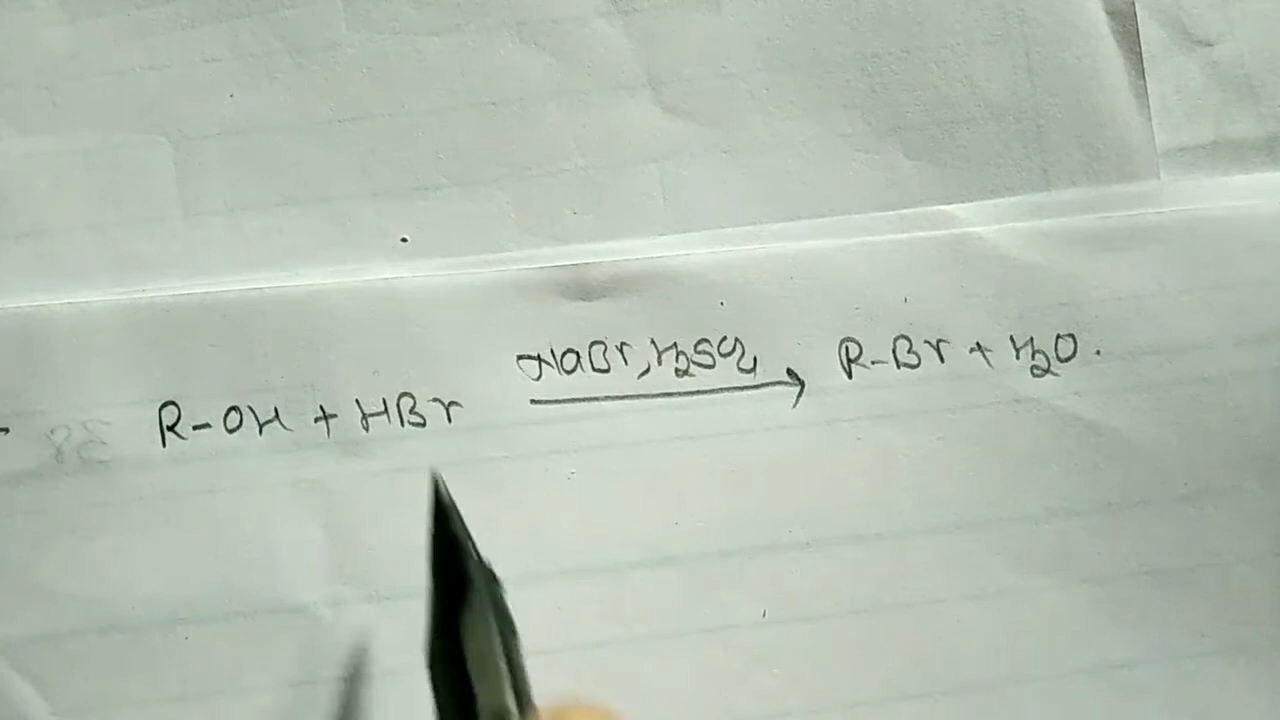 R-OH + HBr NaBr, H2SO4 → R-Br + H2O.